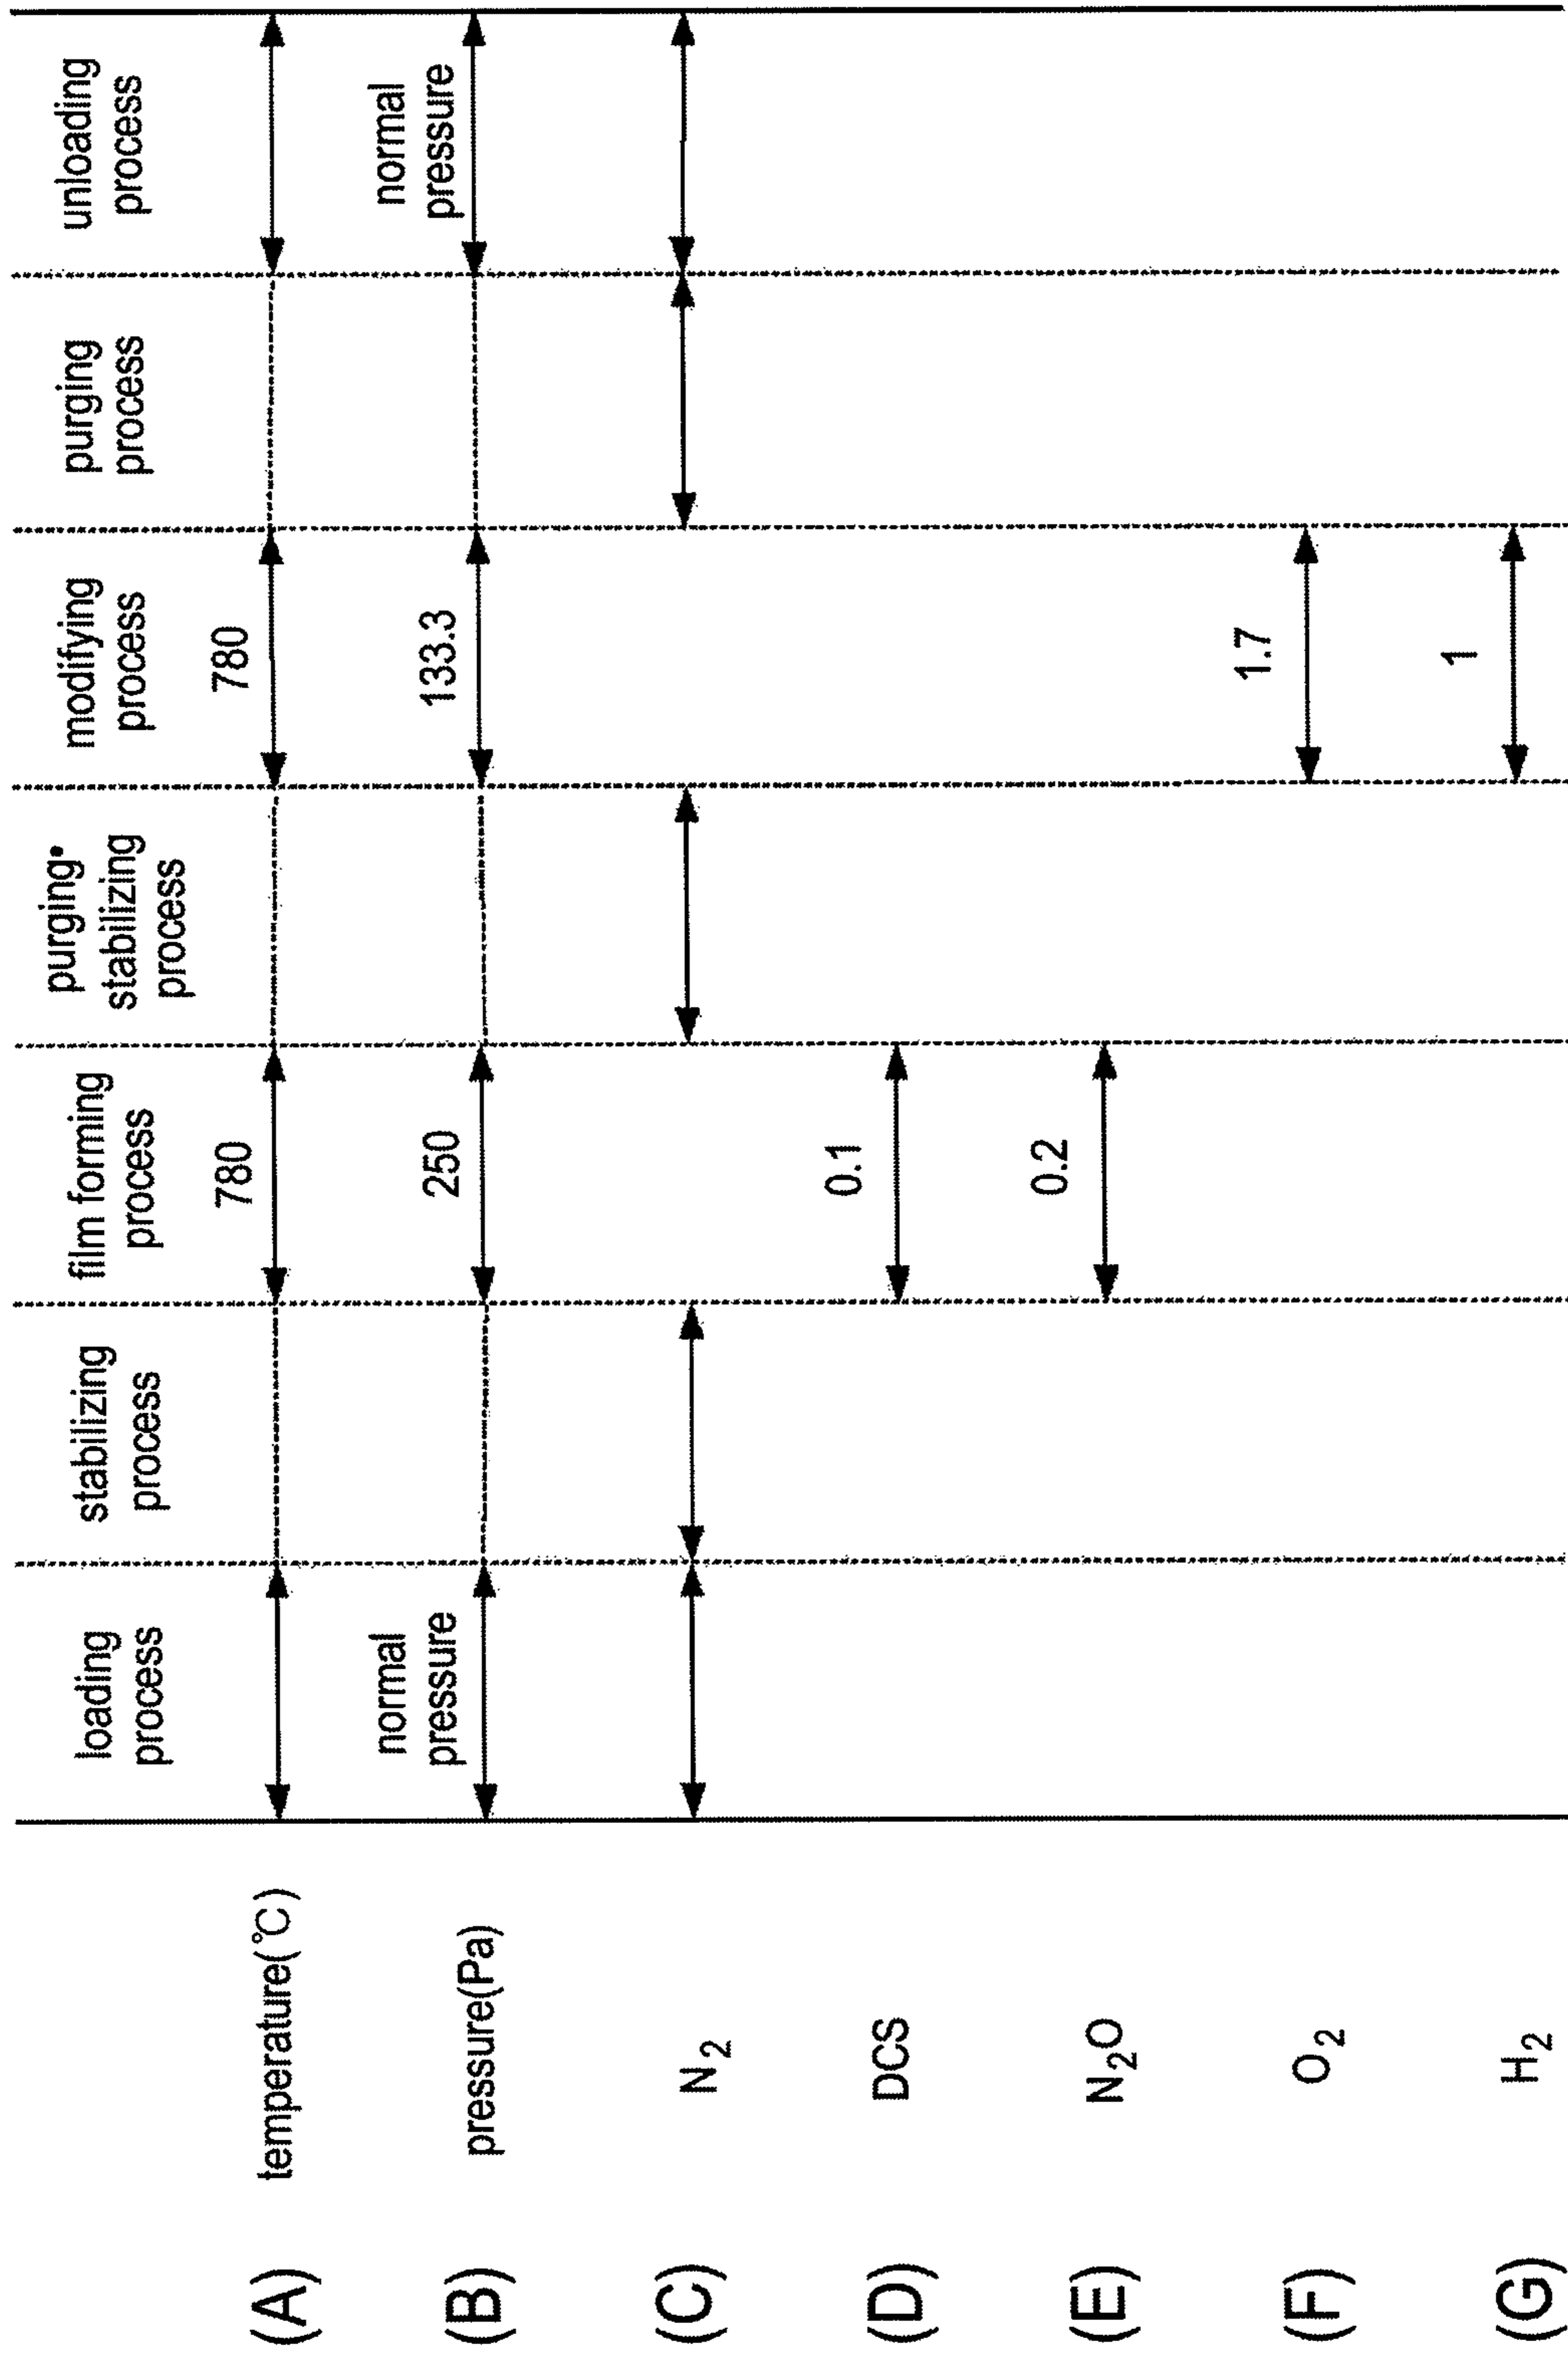 loading
process
stabilizing
process
film forming
process
purging•
stabilizing
process
modifying
process
purging
process
unloading
process
(A) temperature(℃) 780 780
(B) pressure(Pa) normal
pressure 250 133.3 normal
pressure
(C) N2
(D) DCS 0.1
(E) N2O 0.2
(F) O2 1.7
(G) H2 1